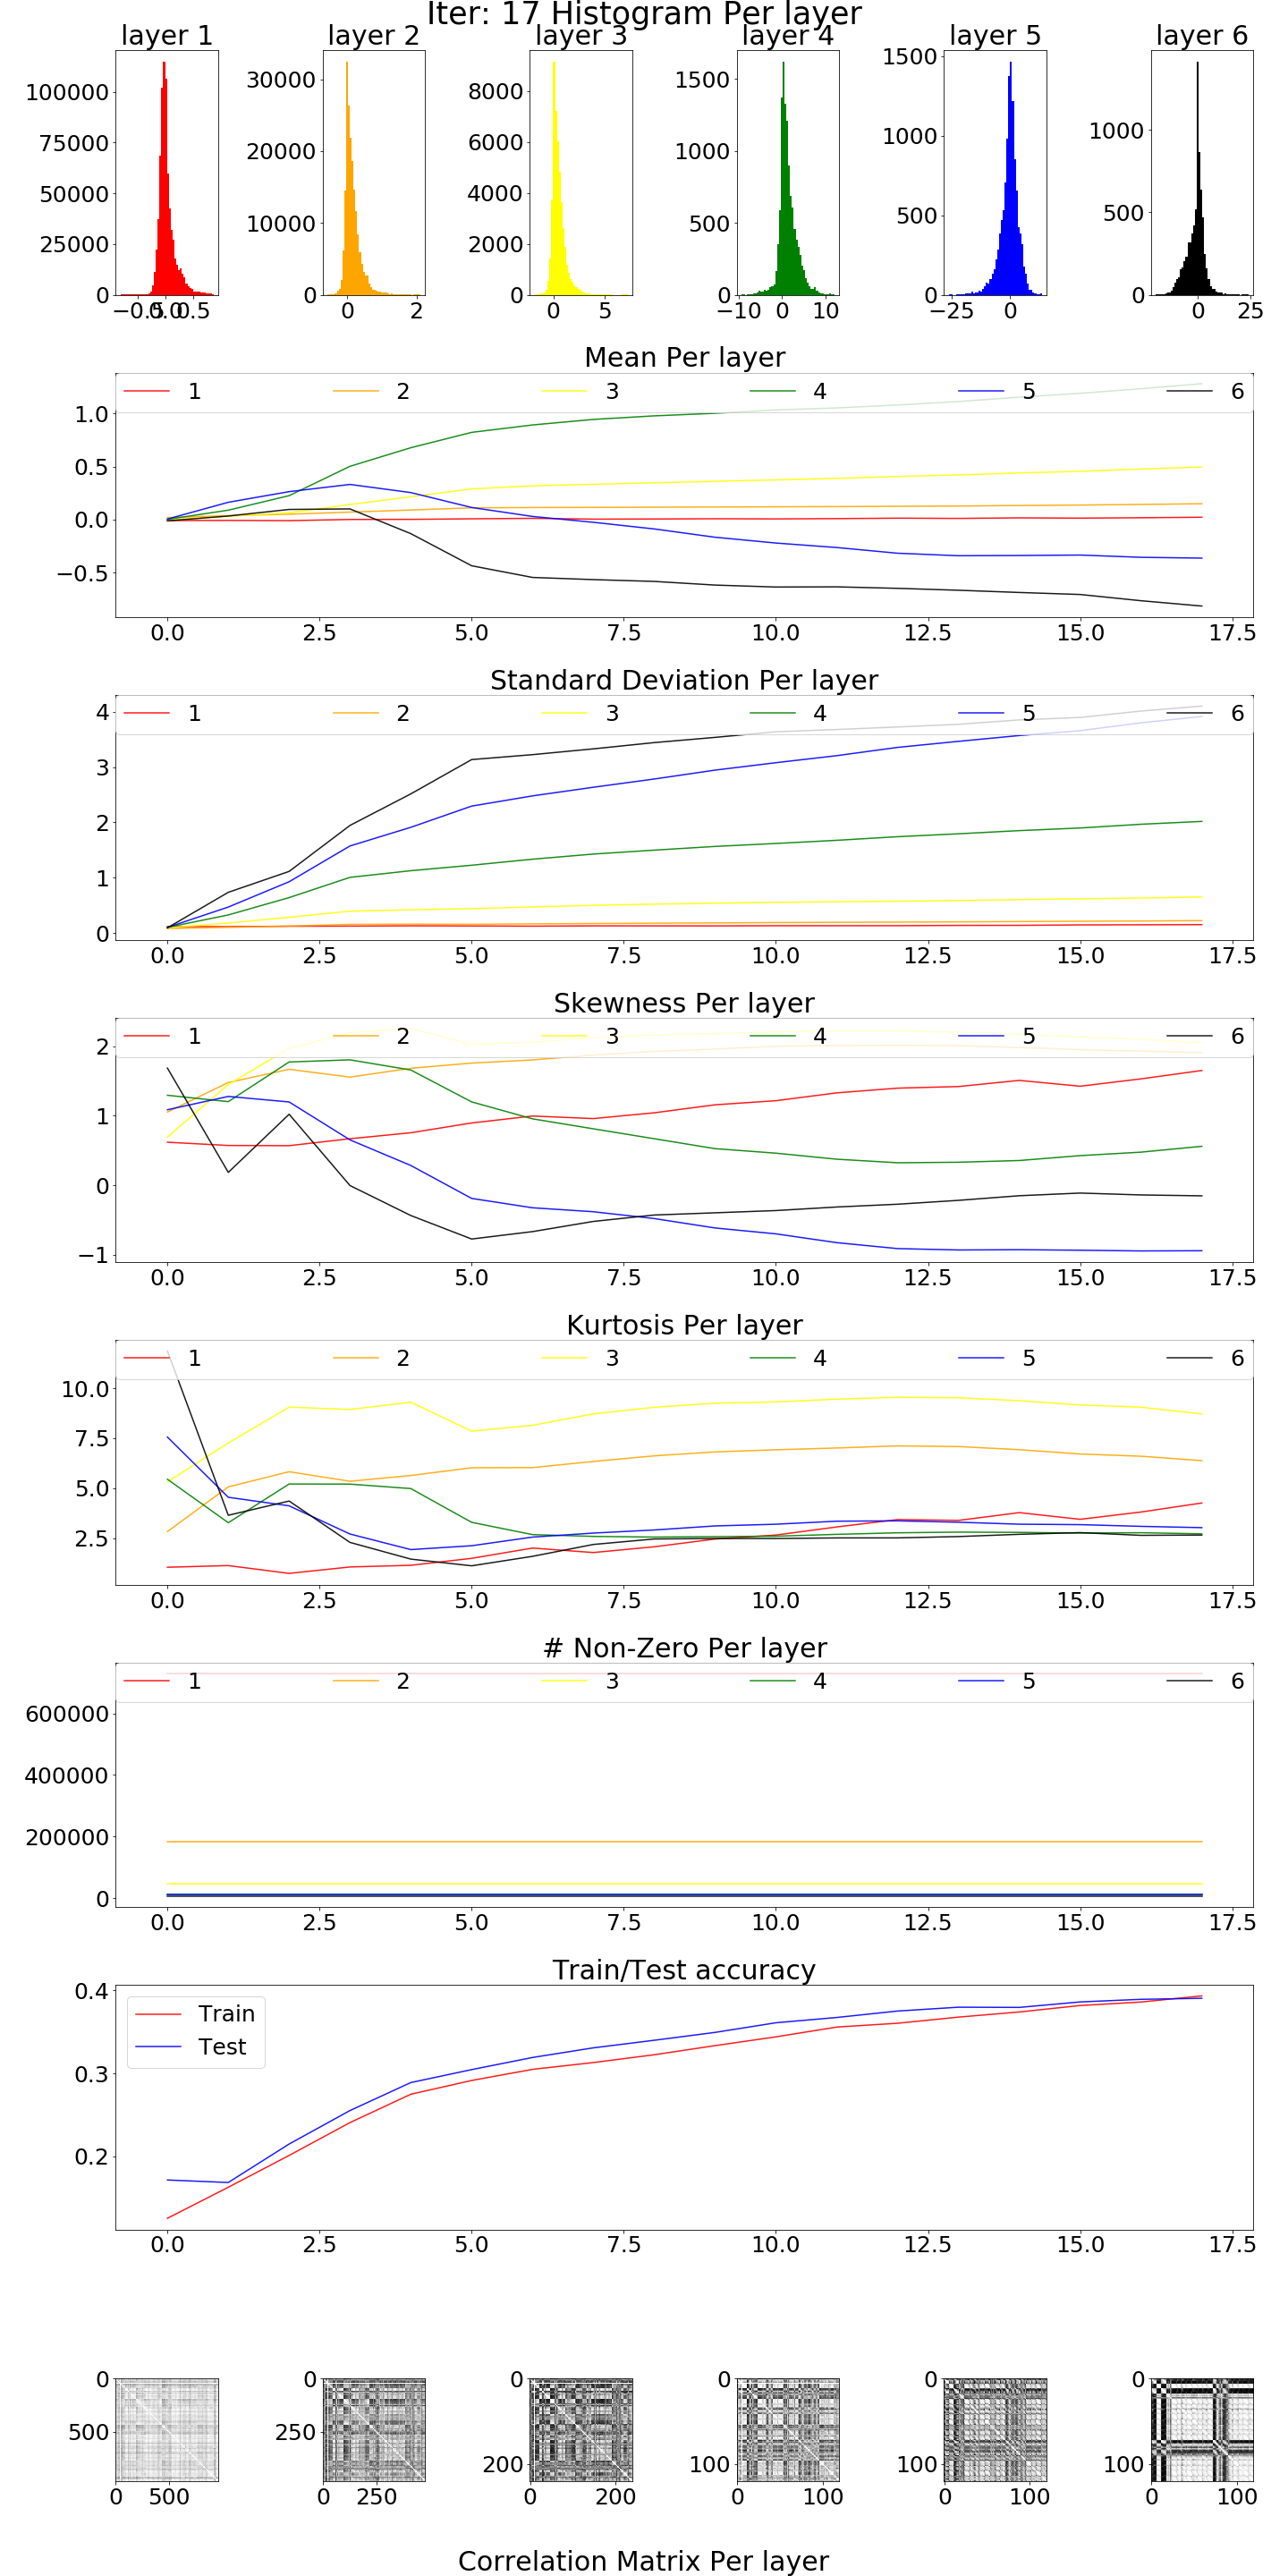 Iter: 17 Histogram Per layer
layer 1 layer 2 layer 3 layer 4 layer 5 layer 6
100000 75000 50000 25000 0
0.5
30000 20000 10000 0
0 2
8000 6000 4000 2000 0
0 5
1500 1000 500 0
−10 0 10
1500 1000 500 0
−25 0
1000 500 0
0 25
Mean Per layer
1 2 3 4 5 6
1.0
0.5
0.0
−0.5
0.0 2.5 5.0 7.5 10.0 12.5 15.0 17.5
Standard Deviation Per layer
1 2 3 4 5 6
4
3
2
1
0
0.0 2.5 5.0 7.5 10.0 12.5 15.0 17.5
Skewness Per layer
1 2 3 4 5 6
2
1
0
−1
0.0 2.5 5.0 7.5 10.0 12.5 15.0 17.5
Kurtosis Per layer
1 2 3 4 5 6
10.0
7.5
5.0
2.5
0.0 2.5 5.0 7.5 10.0 12.5 15.0 17.5
# Non-Zero Per layer
1 2 3 4 5 6
600000
400000
200000
0
0.0 2.5 5.0 7.5 10.0 12.5 15.0 17.5
Train/Test accuracy
Train
Test
0.4
0.3
0.2
0.0 2.5 5.0 7.5 10.0 12.5 15.0 17.5
0 0 0 0 0 0
500 250 200 100 100 100
0 500 0 250 0 200 0 100 0 100 0 100
Correlation Matrix Per layer